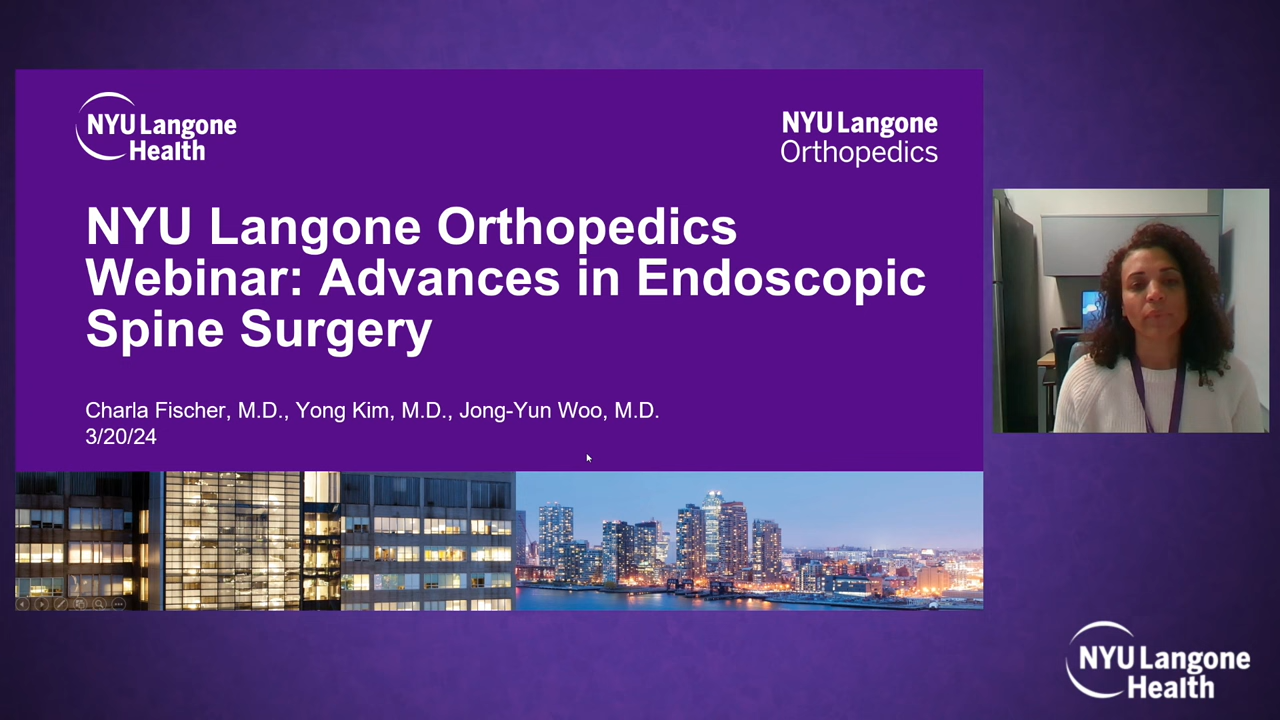 NYU Langone
Health
NYU Langone
Orthopedics
NYU Langone Orthopedics
Webinar: Advances in Endoscopic
Spine Surgery
Charla Fischer, M.D., Yong Kim, M.D., Jong-Yun Woo, M.D.
3/20/24
NYU Langone
Health